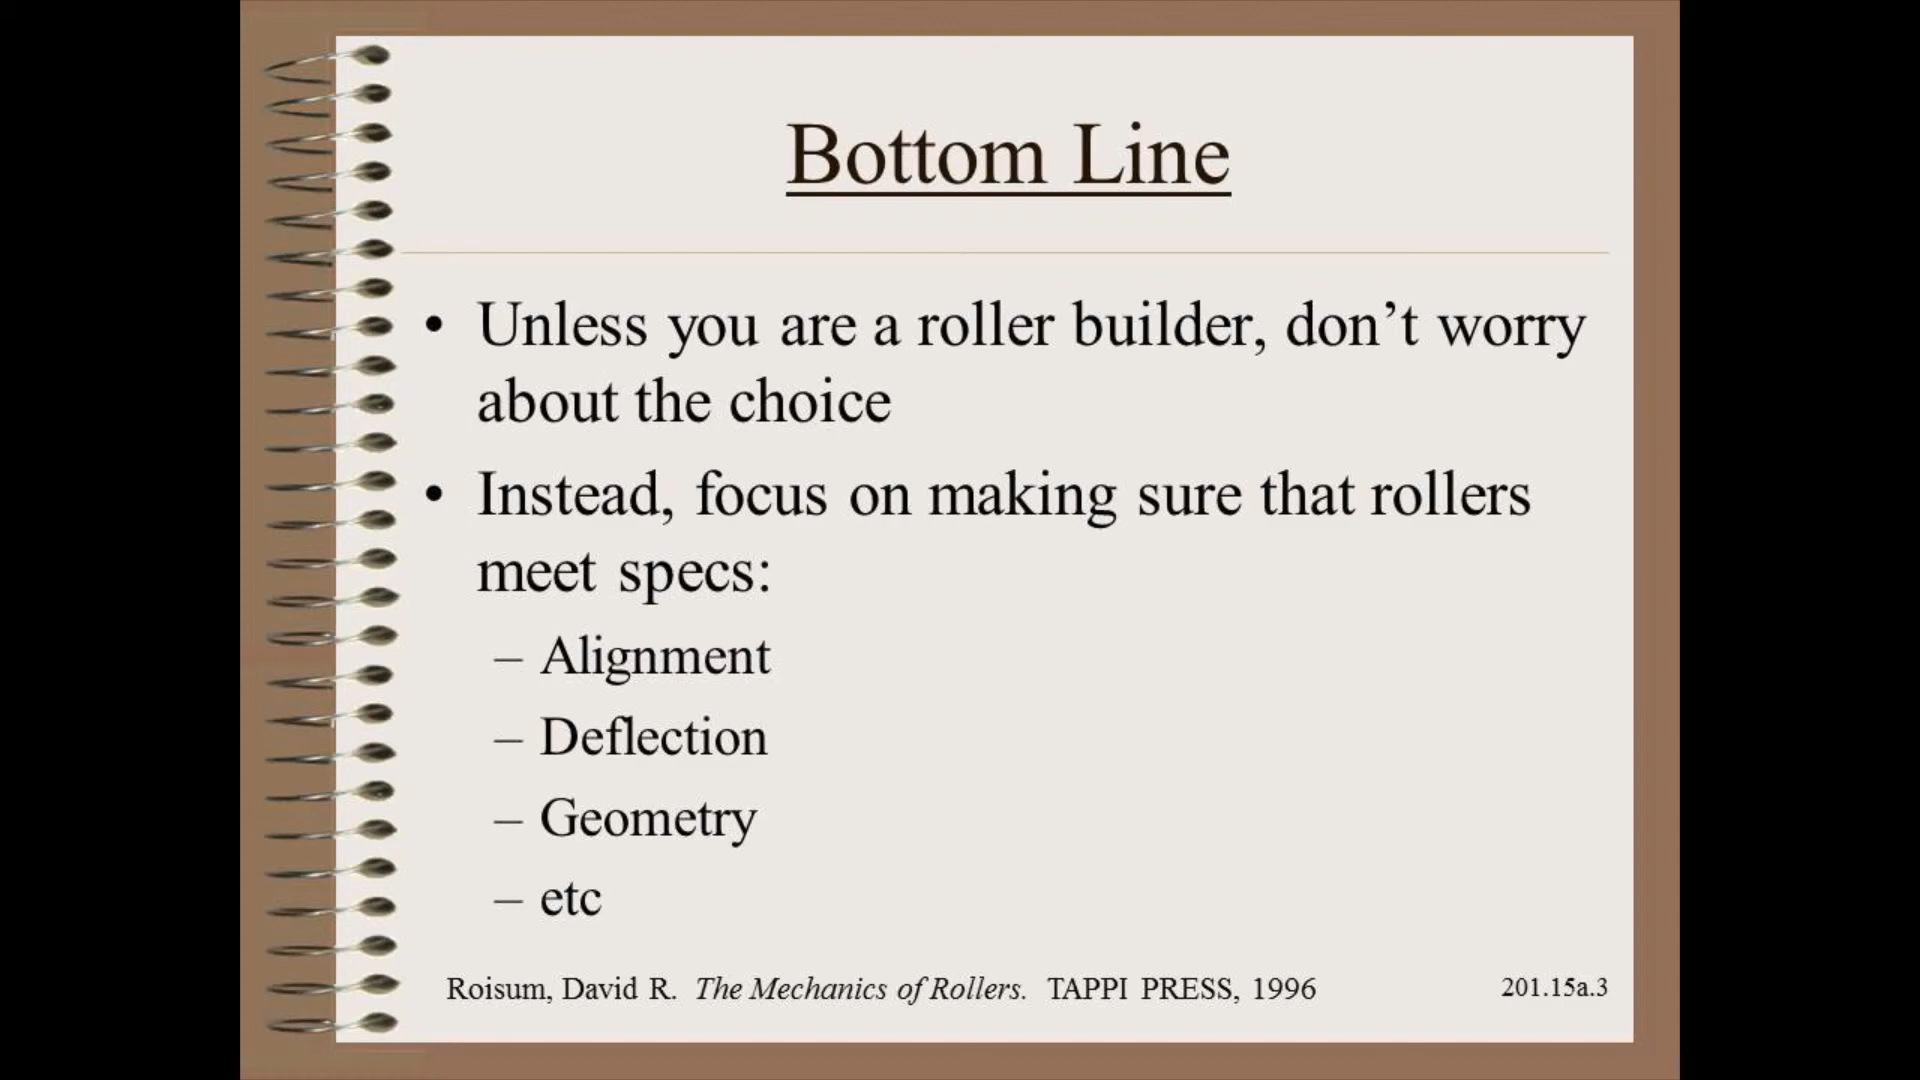 Bottom Line
• Unless you are a roller builder, don’t worry
about the choice
• Instead, focus on making sure that rollers
meet specs:
– Alignment
– Deflection
– Geometry
– etc
Roisum, David R. The Mechanics of Rollers. TAPPI PRESS, 1996 201.15a.3